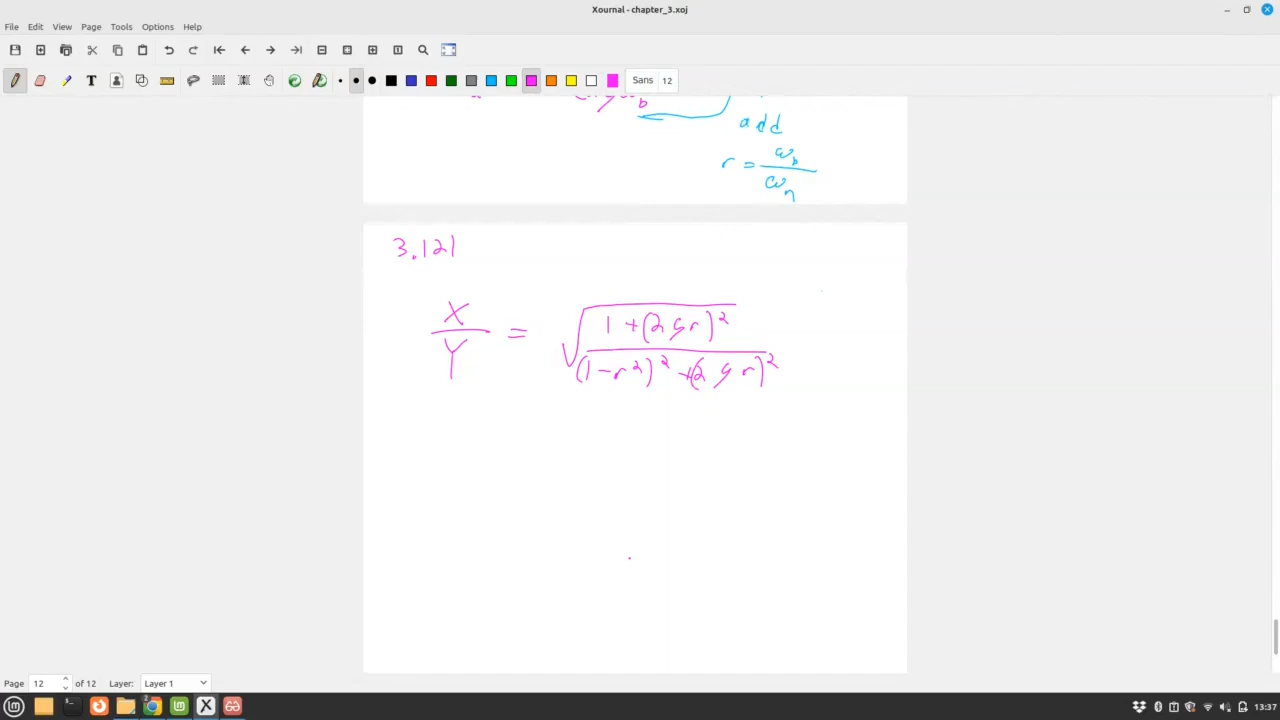 Xournal - chapter_3.xoj
File Edit View Page Tools Options Help
Sans 12
add
r = ω_b / ω_n
3.121
X / Y = √( (1 + (2ζr)²) / ((1 - r²)² + (2ζr)²) )
Page 12 of 12 Layer: Layer 1
13:37